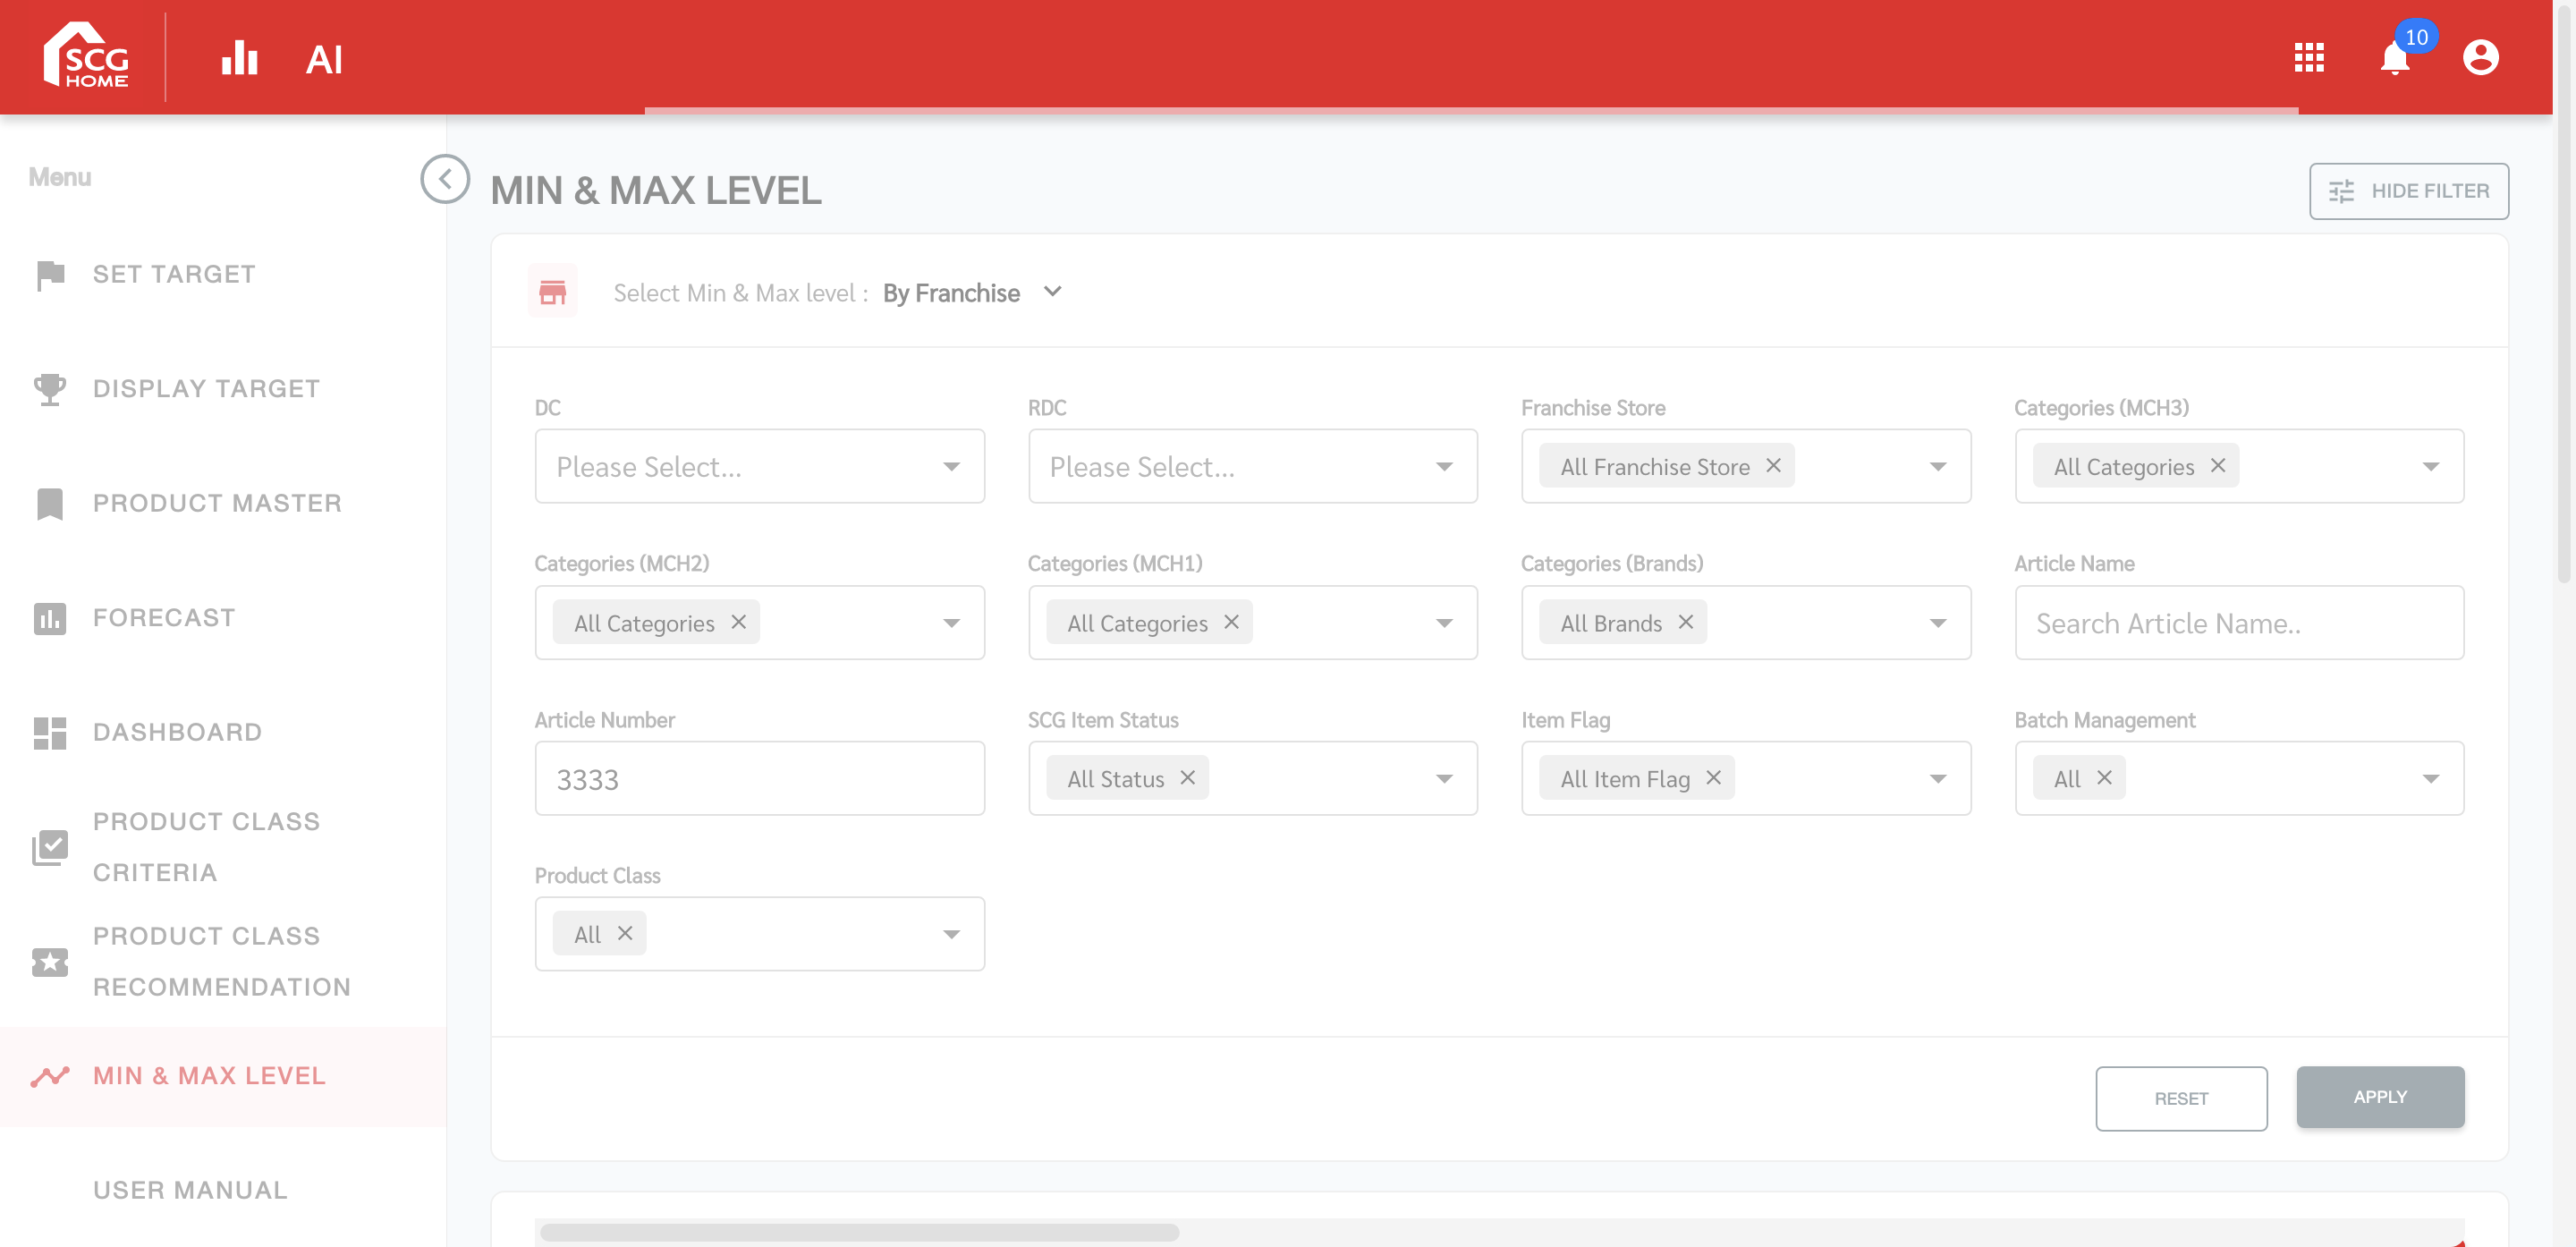 SCG
HOME
AI
10
Menu
MIN & MAX LEVEL
HIDE FILTER
SET TARGET
Select Min & Max level : By Franchise
DISPLAY TARGET
DC
RDC
Franchise Store
Categories (MCH3)
Please Select...
Please Select...
All Franchise Store
All Categories
PRODUCT MASTER
Categories (MCH2)
Categories (MCH1)
Categories (Brands)
Article Name
All Categories
All Categories
All Brands
Search Article Name..
FORECAST
Article Number
SCG Item Status
Item Flag
Batch Management
DASHBOARD
3333
All Status
All Item Flag
All
PRODUCT CLASS
CRITERIA
Product Class
All
PRODUCT CLASS
RECOMMENDATION
MIN & MAX LEVEL
RESET
APPLY
USER MANUAL